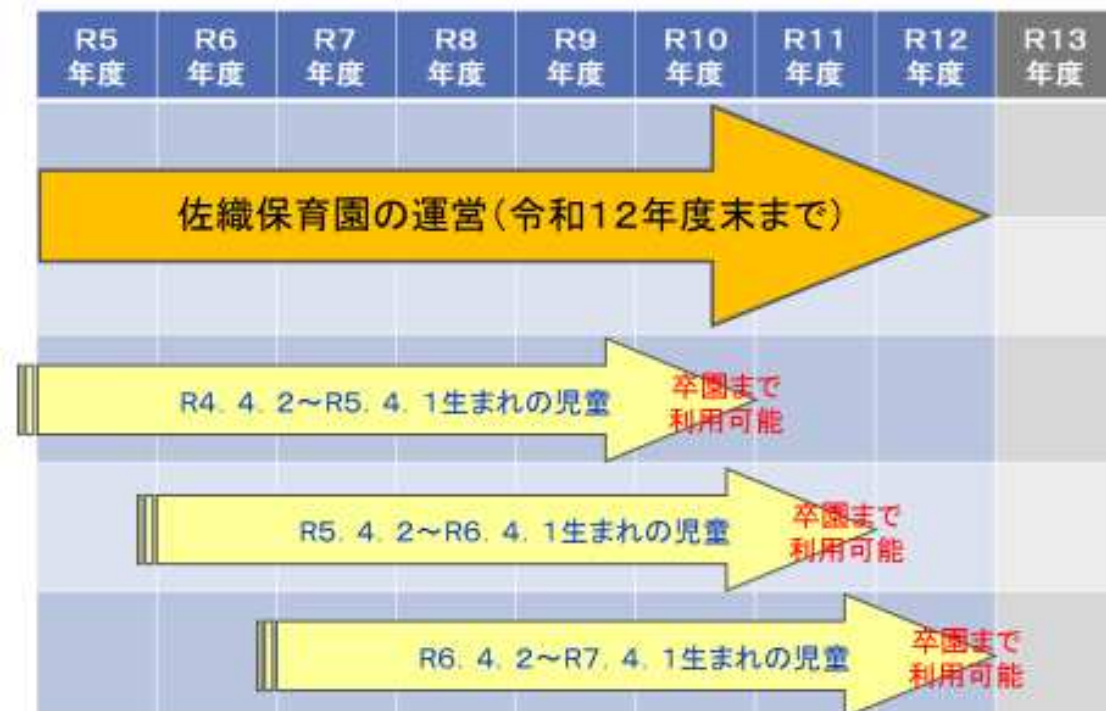 R5 R6 R7 R8 R9 R10 R11 R12 R13
年度 年度 年度 年度 年度 年度 年度 年度 年度
佐織保育園の運営(令和12年度末まで)
R4. 4. 2~R5. 4. 1生まれの児童
卒園まで
利用可能
R5. 4. 2~R6. 4. 1生まれの児童
卒園まで
利用可能
R6. 4. 2~R7. 4. 1生まれの児童
卒園まで
利用可能